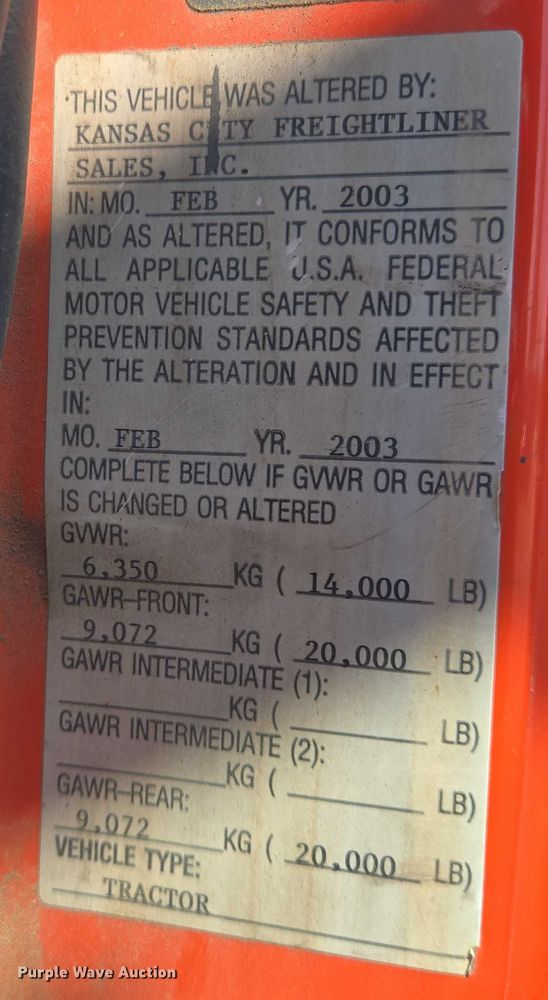 THIS VEHICLE WAS ALTERED BY:
KANSAS CITY FREIGHTLINER
SALES, INC.
IN: MO. FEB YR. 2003
AND AS ALTERED, IT CONFORMS TO
ALL APPLICABLE U.S.A. FEDERAL
MOTOR VEHICLE SAFETY AND THEFT
PREVENTION STANDARDS AFFECTED
BY THE ALTERATION AND IN EFFECT
IN:
MO. FEB YR. 2003
COMPLETE BELOW IF GVWR OR GAWR
IS CHANGED OR ALTERED
GVWR:
6,350 KG ( 14,000 LB)
GAWR-FRONT:
9,072 KG ( 20,000 LB)
GAWR INTERMEDIATE (1):
KG ( LB)
GAWR INTERMEDIATE (2):
KG ( LB)
GAWR-REAR:
9,072 KG ( 20,000 LB)
VEHICLE TYPE:
TRACTOR
Purple Wave Auction